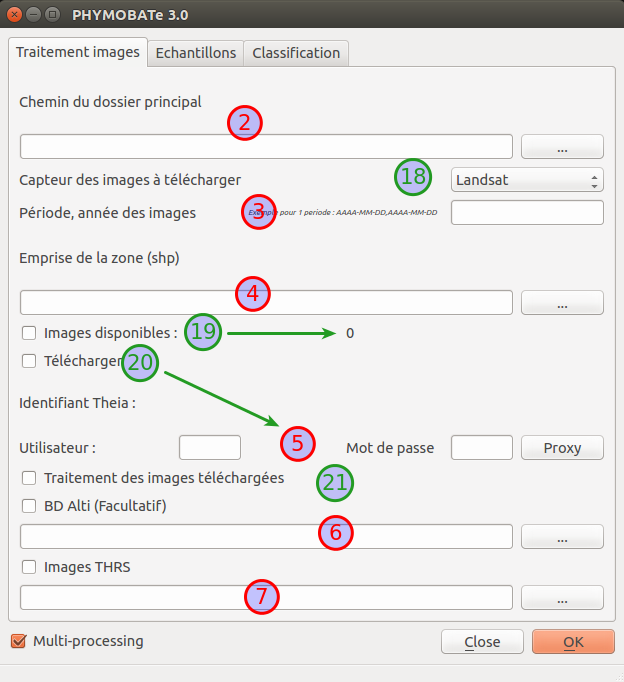 PHYMOBATe 3.0
Traitement images Echantillons Classification
Chemin du dossier principal
2
...
Capteur des images à télécharger 18 Landsat
Période, année des images 3 Exemple pour 1 periode : AAAA-MM-DD,AAAA-MM-DD
Emprise de la zone (shp)
4
...
Images disponibles : 19 0
Télécharger 20
Identifiant Theia :
Utilisateur : 5 Mot de passe Proxy
Traitement des images téléchargées 21
BD Alti (Facultatif)
6
...
Images THRS
7
...
Multi-processing Close OK